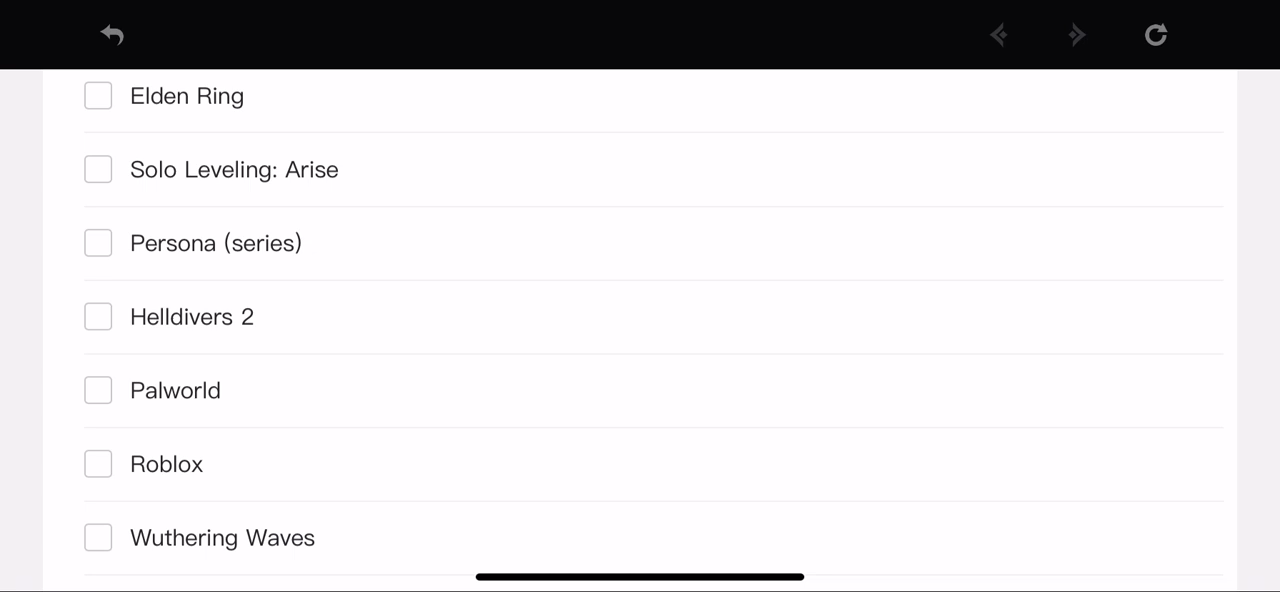 Elden Ring
Solo Leveling: Arise
Persona (series)
Helldivers 2
Palworld
Roblox
Wuthering Waves